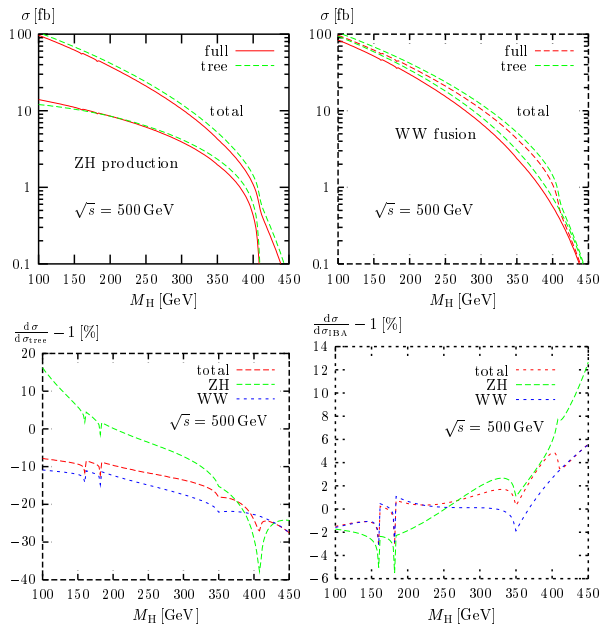 σ [fb]
100
10
1
0.1
full
tree
total
ZH production
√s = 500 GeV
100 150 200 250 300 350 400 450
M_H [GeV]
σ [fb]
100
10
1
0.1
full
tree
total
WW fusion
√s = 500 GeV
100 150 200 250 300 350 400 450
M_H [GeV]
dσ/dσ_tree − 1 [%]
20
10
0
−10
−20
−30
−40
total
ZH
WW
√s = 500 GeV
100 150 200 250 300 350 400 450
M_H [GeV]
dσ/dσ_IBA − 1 [%]
14
12
10
8
6
4
2
0
−2
−4
−6
total
ZH
WW
√s = 500 GeV
100 150 200 250 300 350 400 450
M_H [GeV]